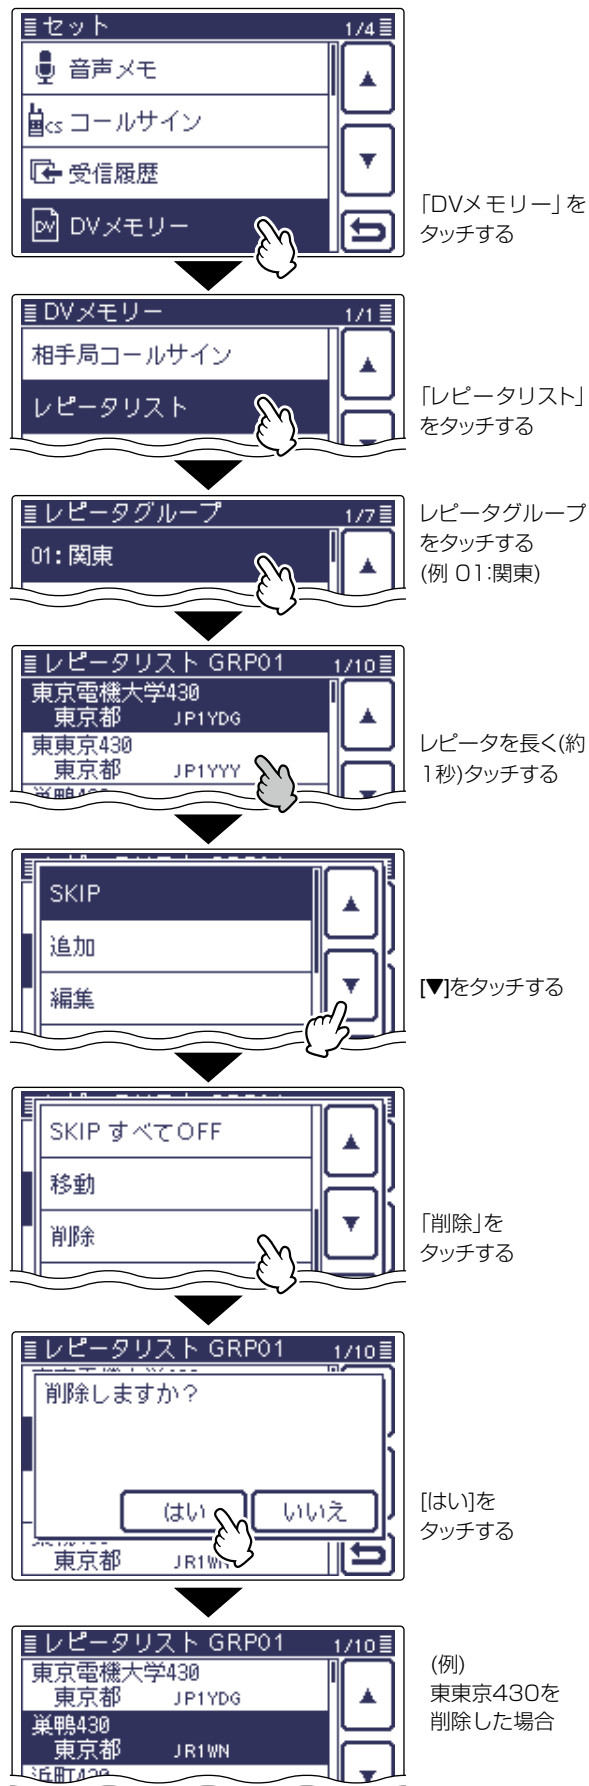 セット 1/4
音声メモ
CS コールサイン
受信履歴
DV DVメモリー
「DVメモリー」を
タッチする
DVメモリー 1/1
相手局コールサイン
レピータリスト
「レピータリスト」
をタッチする
レピータグループ 1/7
01:関東
レピータグループ
をタッチする
(例 01:関東)
レピータリスト GRP01 1/10
東京電機大学430
東京都 JP1YDG
東東京430
東京都 JP1YYY
レピータを長く(約
1秒)タッチする
SKIP
追加
編集
[▼]をタッチする
SKIP すべてOFF
移動
削除
「削除」を
タッチする
レピータリスト GRP01 1/10
削除しますか?
はい いいえ
東京都
[はい]を
タッチする
レピータリスト GRP01 1/10
東京電機大学430
東京都 JP1YDG
巣鴨430
東京都 JR1WN
(例)
東東京430を
削除した場合